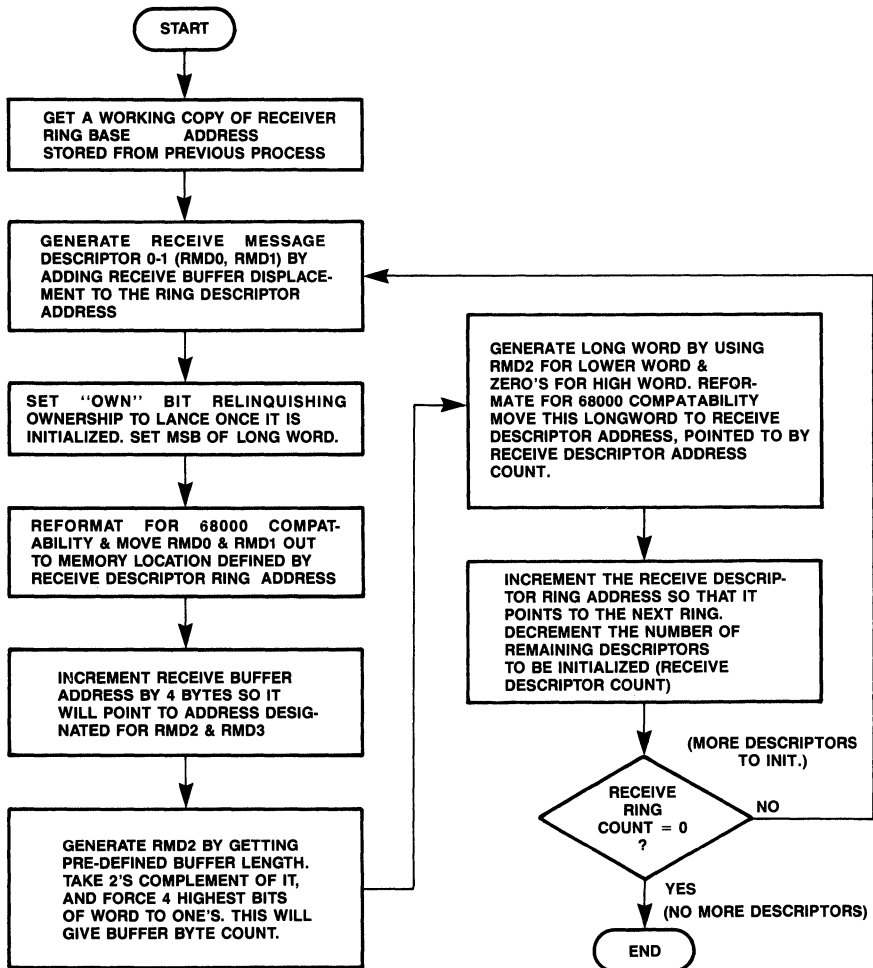 START
GET A WORKING COPY OF RECEIVER
RING BASE ADDRESS
STORED FROM PREVIOUS PROCESS
GENERATE RECEIVE MESSAGE
DESCRIPTOR 0-1 (RMD0, RMD1) BY
ADDING RECEIVE BUFFER DISPLACE-
MENT TO THE RING DESCRIPTOR
ADDRESS
SET "OWN" BIT RELINQUISHING
OWNERSHIP TO LANCE ONCE IT IS
INITIALIZED. SET MSB OF LONG WORD.
REFORMAT FOR 68000 COMPAT-
ABILITY & MOVE RMD0 & RMD1 OUT
TO MEMORY LOCATION DEFINED BY
RECEIVE DESCRIPTOR RING ADDRESS
INCREMENT RECEIVE BUFFER
ADDRESS BY 4 BYTES SO IT
WILL POINT TO ADDRESS DESIG-
NATED FOR RMD2 & RMD3
GENERATE RMD2 BY GETTING
PRE-DEFINED BUFFER LENGTH.
TAKE 2'S COMPLEMENT OF IT,
AND FORCE 4 HIGHEST BITS
OF WORD TO ONE'S. THIS WILL
GIVE BUFFER BYTE COUNT.
GENERATE LONG WORD BY USING
RMD2 FOR LOWER WORD &
ZERO'S FOR HIGH WORD. REFOR-
MATE FOR 68000 COMPATABILITY
MOVE THIS LONGWORD TO RECEIVE
DESCRIPTOR ADDRESS, POINTED TO BY
RECEIVE DESCRIPTOR ADDRESS
COUNT.
INCREMENT THE RECEIVE DESCRIP-
TOR RING ADDRESS SO THAT IT
POINTS TO THE NEXT RING.
DECREMENT THE NUMBER OF
REMAINING DESCRIPTORS
TO BE INITIALIZED (RECEIVE
DESCRIPTOR COUNT)
(MORE DESCRIPTORS
TO INIT.)
RECEIVE
RING
COUNT = 0
?
NO
YES
(NO MORE DESCRIPTORS)
END